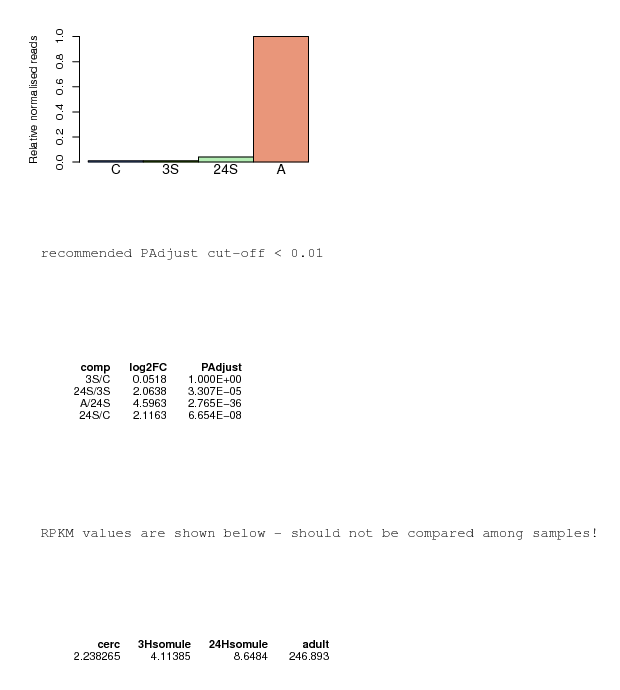 Relative normalised reads
1.0
0.8
0.6
0.4
0.2
0.0
C 3S 24S A
recommended PAdjust cut-off < 0.01
comp log2FC PAdjust
3S/C 0.0518 1.000E+00
24S/3S 2.0638 3.307E-05
A/24S 4.5963 2.765E-36
24S/C 2.1163 6.654E-08
RPKM values are shown below - should not be compared among samples!
cerc 3Hsomule 24Hsomule adult
2.238265 4.11385 8.6484 246.893